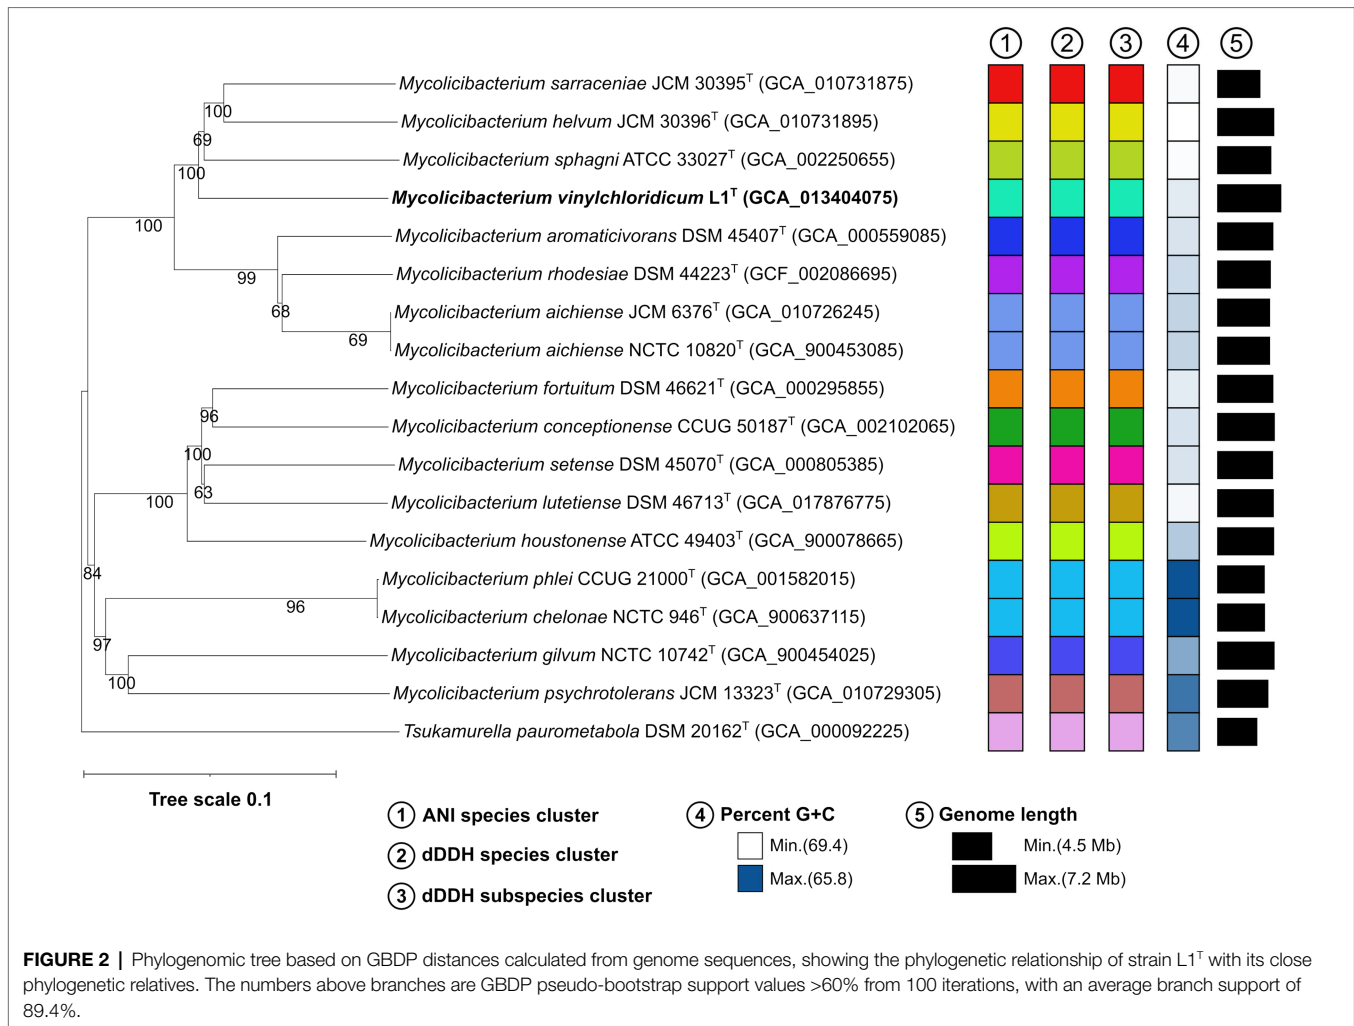 ① ② ③ ④ ⑤
Mycolicibacterium sarraceniae JCM 30395ᵀ (GCA_010731875)
100
Mycolicibacterium helvum JCM 30396ᵀ (GCA_010731895)
69
Mycolicibacterium sphagni ATCC 33027ᵀ (GCA_002250655)
100
Mycolicibacterium vinylchloridicum L1ᵀ (GCA_013404075)
100
Mycolicibacterium aromaticivorans DSM 45407ᵀ (GCA_000559085)
99
Mycolicibacterium rhodesiae DSM 44223ᵀ (GCF_002086695)
68
Mycolicibacterium aichiense JCM 6376ᵀ (GCA_010726245)
69
Mycolicibacterium aichiense NCTC 10820ᵀ (GCA_900453085)
Mycolicibacterium fortuitum DSM 46621ᵀ (GCA_000295855)
96
Mycolicibacterium conceptionense CCUG 50187ᵀ (GCA_002102065)
100
Mycolicibacterium setense DSM 45070ᵀ (GCA_000805385)
63
100
Mycolicibacterium lutetiense DSM 46713ᵀ (GCA_017876775)
Mycolicibacterium houstonense ATCC 49403ᵀ (GCA_900078665)
84
Mycolicibacterium phlei CCUG 21000ᵀ (GCA_001582015)
96
Mycolicibacterium chelonae NCTC 946ᵀ (GCA_900637115)
97
Mycolicibacterium gilvum NCTC 10742ᵀ (GCA_900454025)
100
Mycolicibacterium psychrotolerans JCM 13323ᵀ (GCA_010729305)
Tsukamurella paurometabola DSM 20162ᵀ (GCA_000092225)
Tree scale 0.1
① ANI species cluster
② dDDH species cluster
③ dDDH subspecies cluster
④ Percent G+C
Min.(69.4)
Max.(65.8)
⑤ Genome length
Min.(4.5 Mb)
Max.(7.2 Mb)
FIGURE 2 | Phylogenomic tree based on GBDP distances calculated from genome sequences, showing the phylogenetic relationship of strain L1ᵀ with its close
phylogenetic relatives. The numbers above branches are GBDP pseudo-bootstrap support values >60% from 100 iterations, with an average branch support of
89.4%.